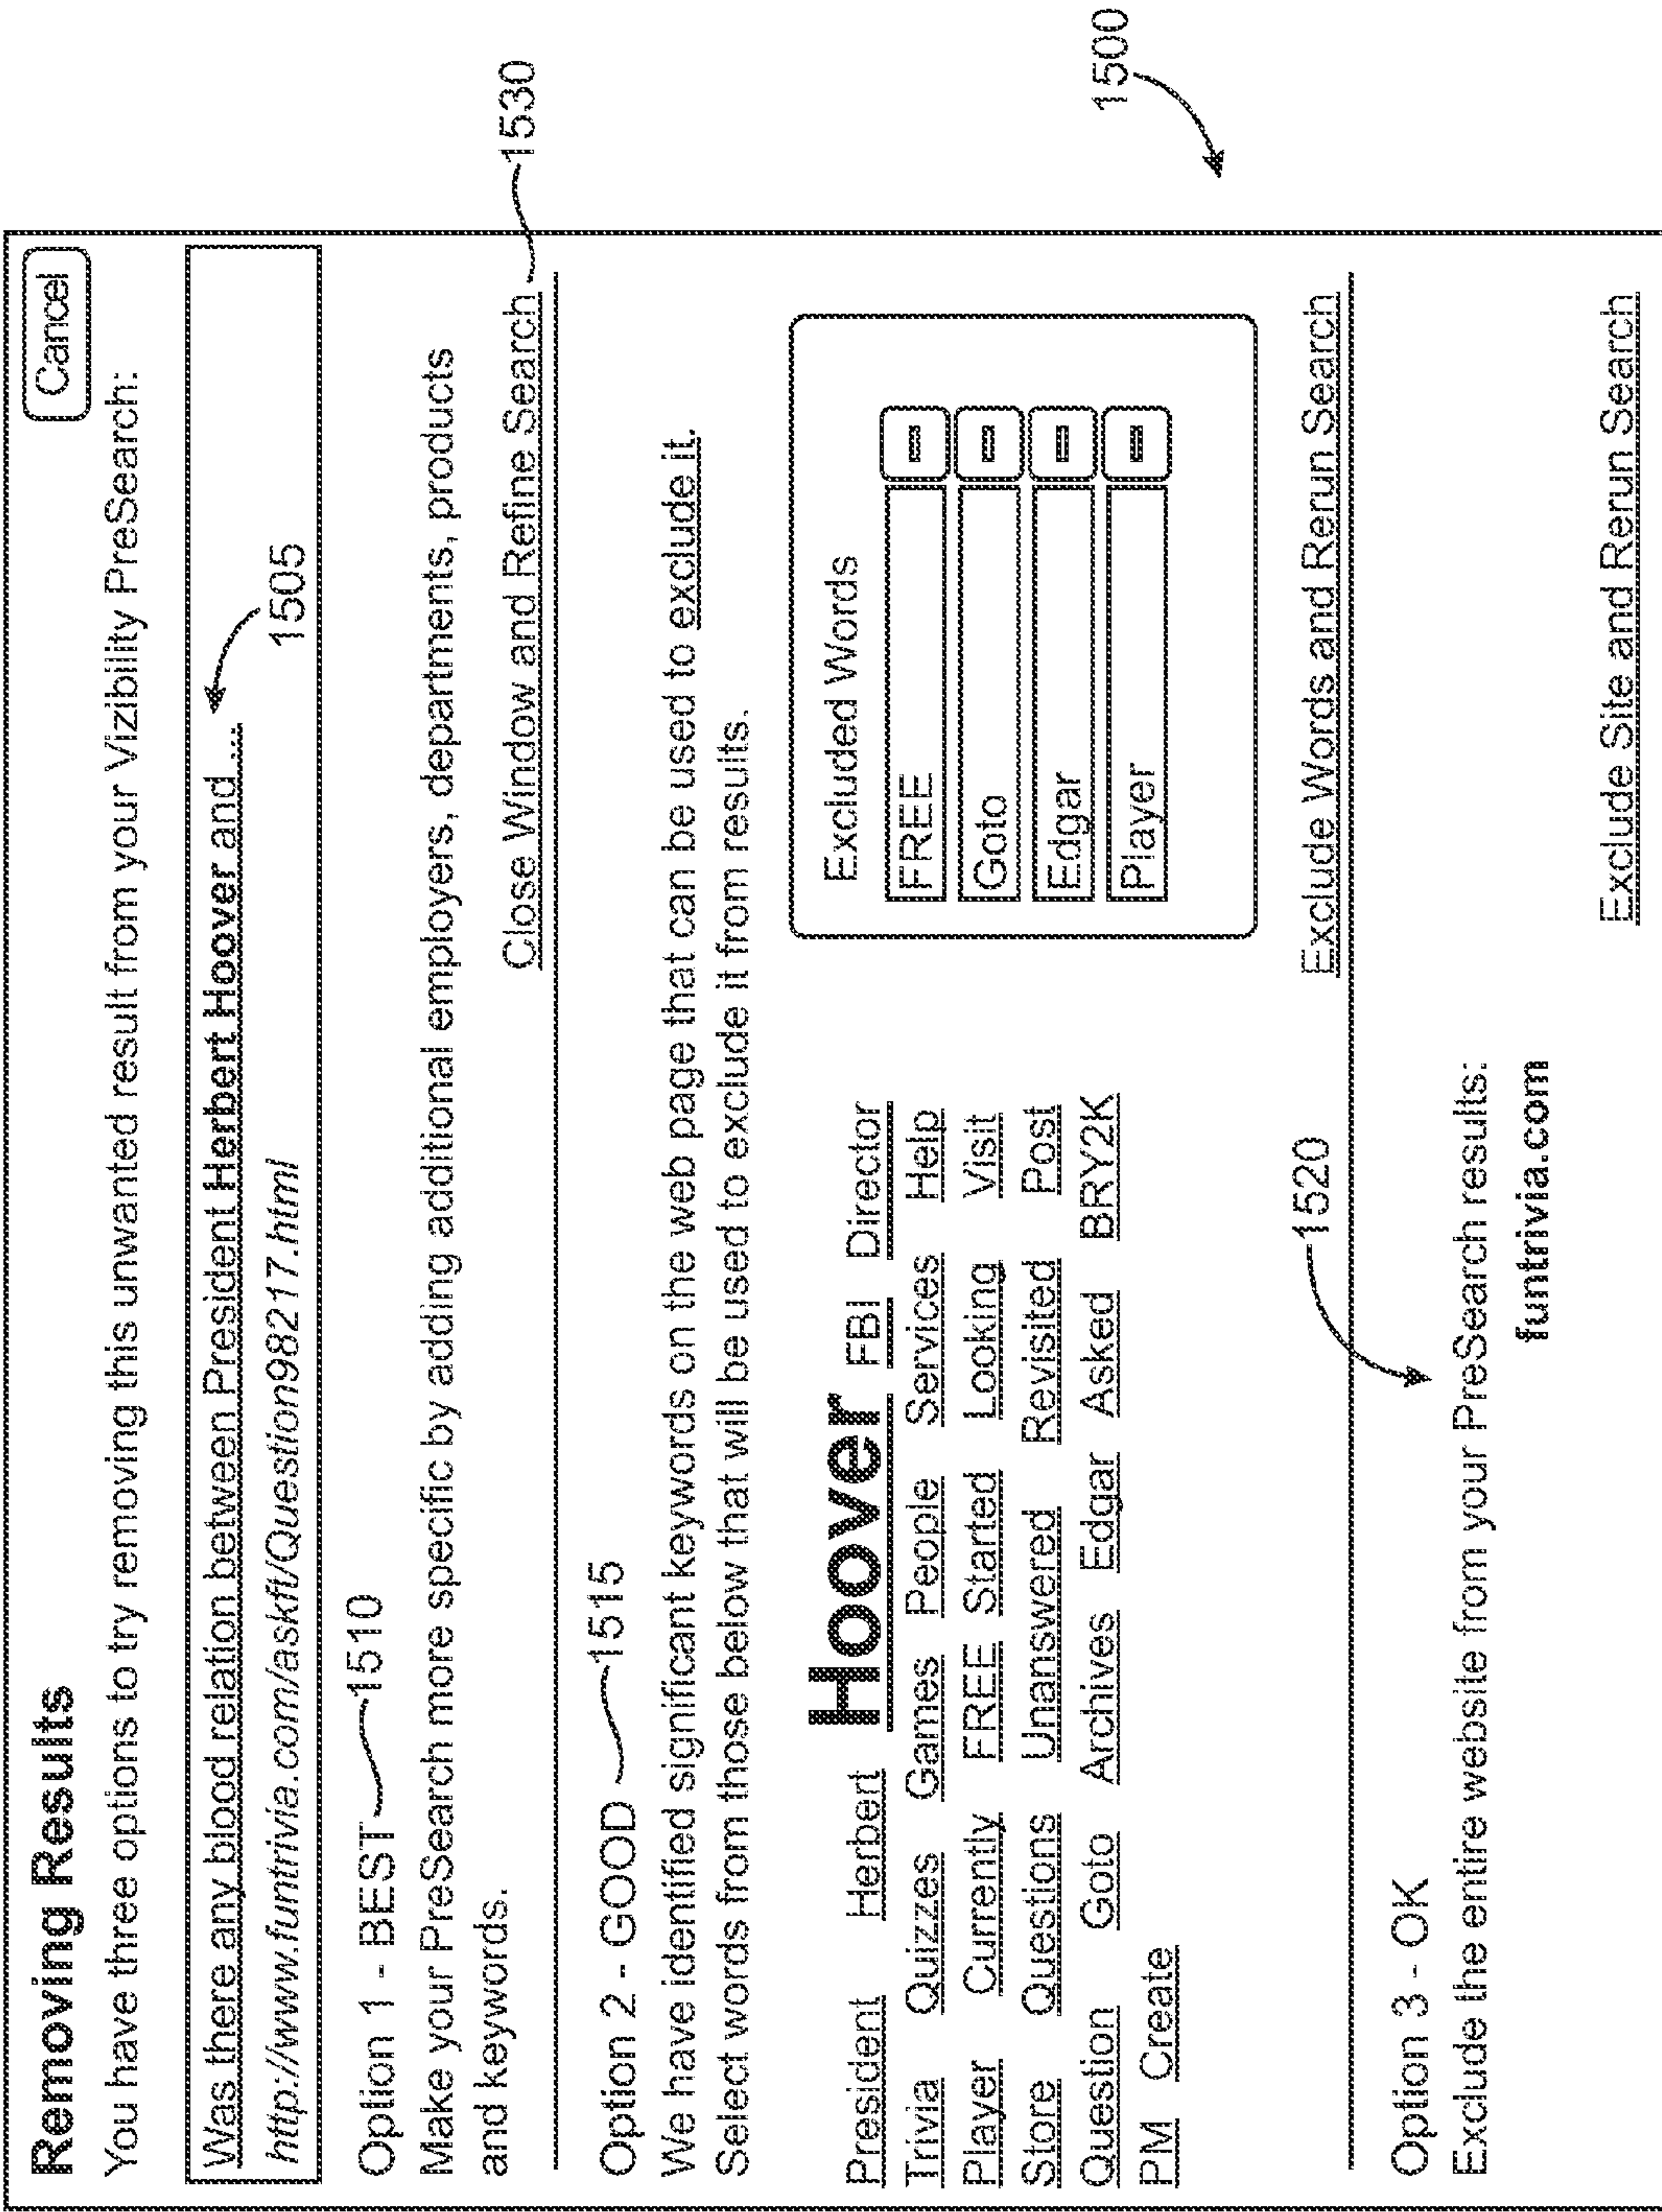 Removing Results
Cancel
You have three options to try removing this unwanted result from your Vizibility PreSearch:
Was there any blood relation between President Herbert Hoover and ...
1505
http://www.funtrivia.com/askft/Question98217.html
Option 1 - BEST 1510
Make your PreSearch more specific by adding additional employers, departments, products
and keywords.
Close Window and Refine Search 1530
Option 2 - GOOD 1515
We have identified significant keywords on the web page that can be used to exclude it.
Select words from those below that will be used to exclude it from results.
President Herbert Hoover FBI Director
Trivia Quizzes Games People Services Help
Player Currently FREE Started Looking Visit
Store Questions Unanswered Revisited Post
Question Goto Archives Edgar Asked BRY2K
PM Create
Excluded Words
FREE
Goto
Edgar
Player
1500
Exclude Words and Rerun Search
1520
Option 3 - OK
Exclude the entire website from your PreSearch results:
funtrivia.com
Exclude Site and Rerun Search